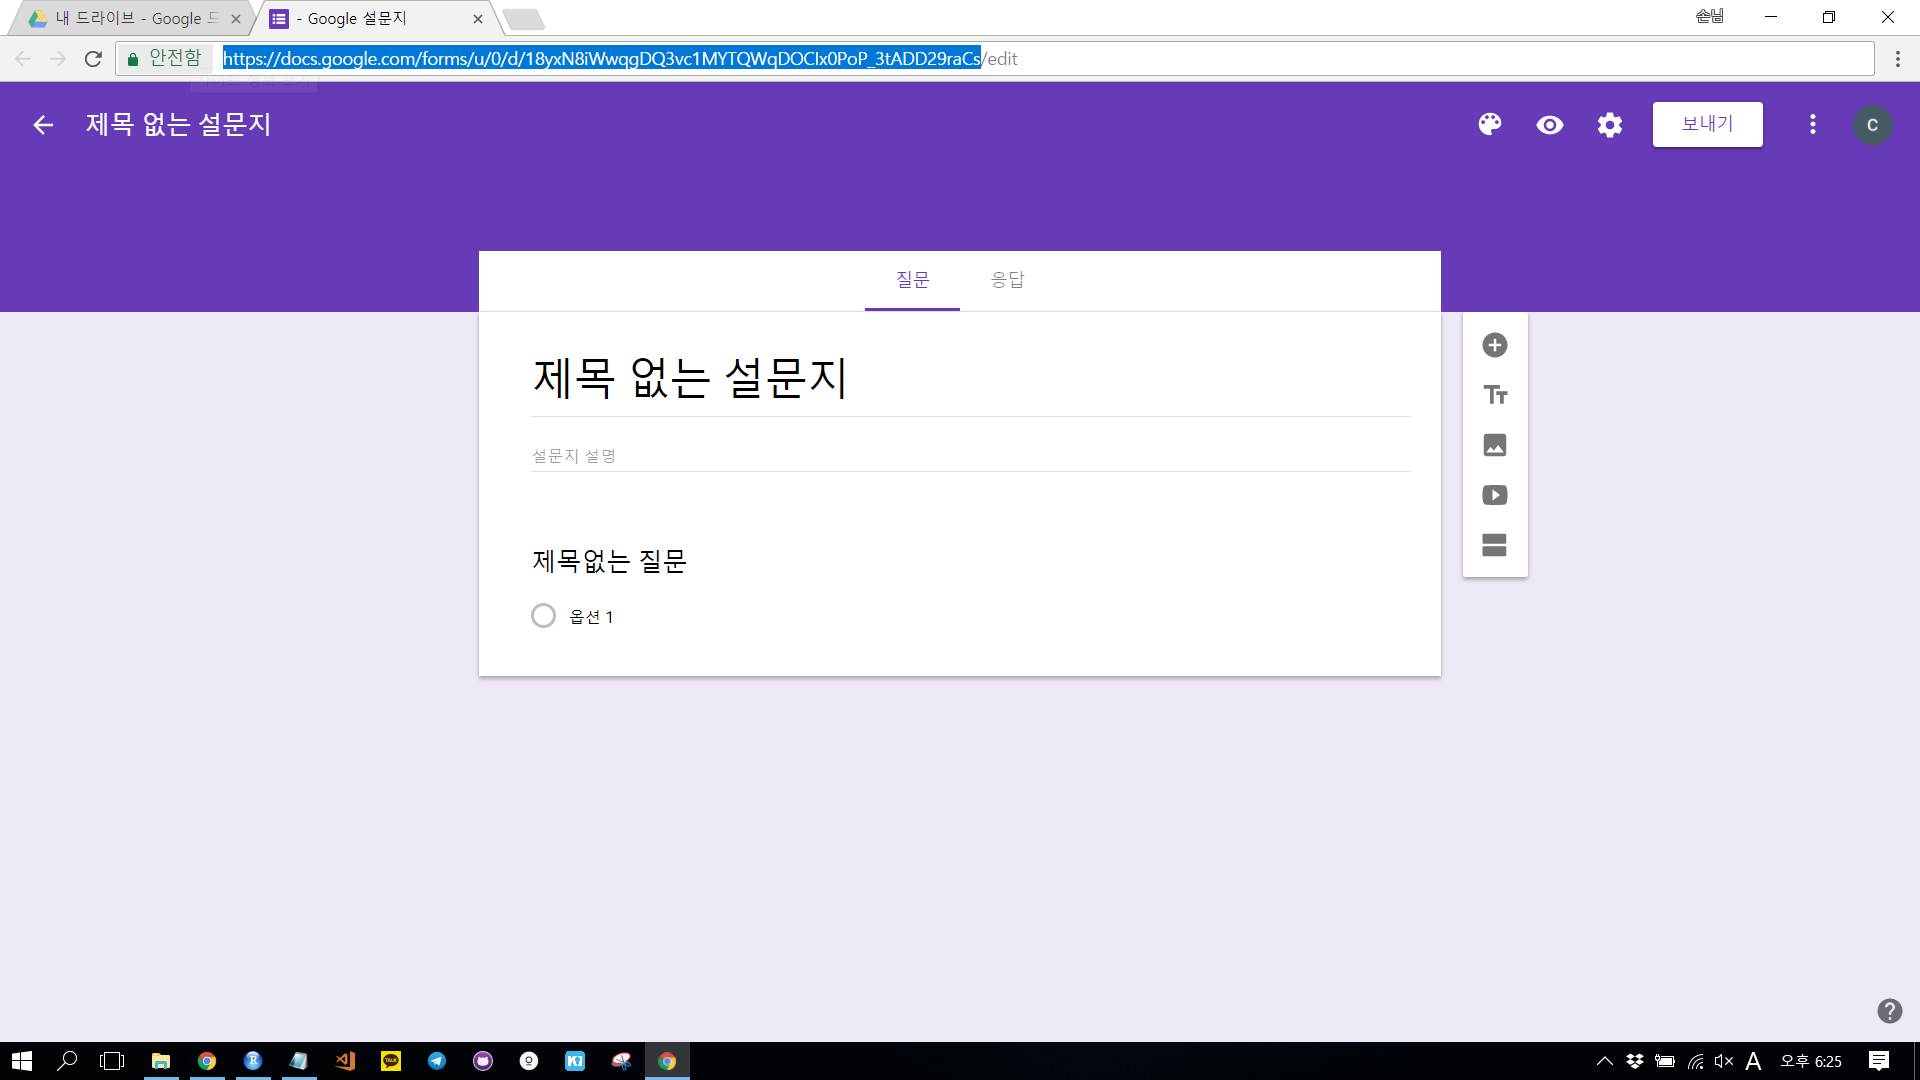 내 드라이브 - Google 드
- Google 설문지
손님
안전함
https://docs.google.com/forms/u/0/d/18yxN8iWwqgDQ3vc1MYTQWqDOClx0PoP_3tADD29raCs/edit
제목 없는 설문지
보내기
C
질문
응답
제목 없는 설문지
설문지 설명
제목없는 질문
옵션 1
TALK
R
A
오후 6:25